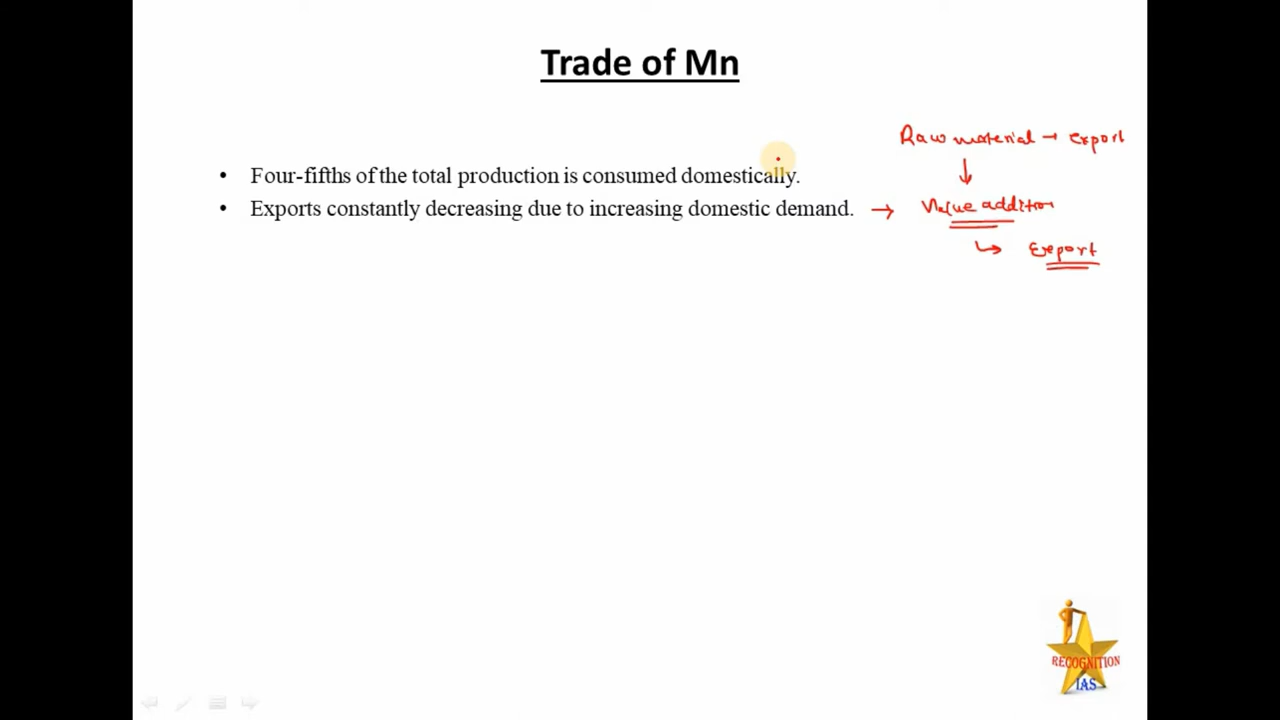 Trade of Mn
Raw material → export
↓
• Four-fifths of the total production is consumed domestically.
• Exports constantly decreasing due to increasing domestic demand. → Value addition
↳ Export
RECOGNITION
IAS